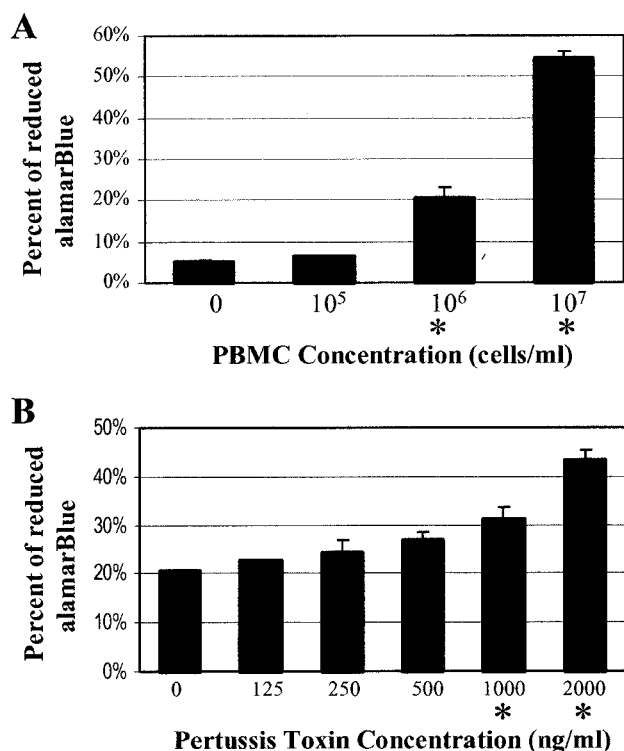 A
Percent of reduced
alamarBlue
60%
50%
40%
30%
20%
10%
0%
0 10⁵ 10⁶ 10⁷
* *
PBMC Concentration (cells/ml)
B
Percent of reduced
alamarBlue
50%
40%
30%
20%
10%
0%
0 125 250 500 1000 2000
* *
Pertussis Toxin Concentration (ng/ml)